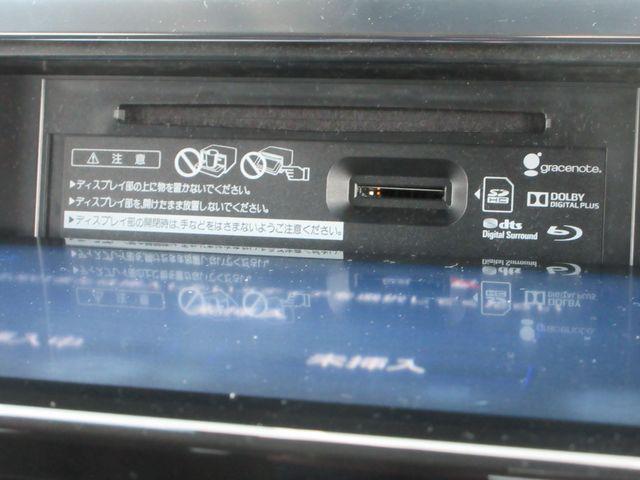 注意
▶ディスプレイ部の上に物を置かないでください。
▶ディスプレイ部を、開けたまま放置しないでください。
▶ディスプレイ部の開閉時は、手などをはさまないようご注意ください。
gracenote.
SD HC
DOLBY
DIGITAL PLUS
dts
Digital Surround
未挿入